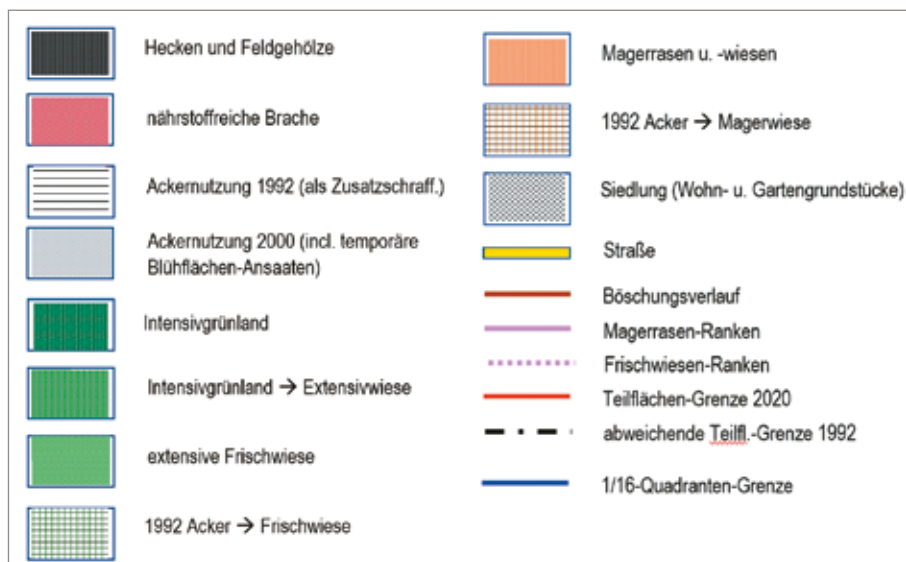 Hecken und Feldgehölze
nährstoffreiche Brache
Ackernutzung 1992 (als Zusatzschraff.)
Ackernutzung 2000 (incl. temporäre
Blühflächen-Ansaaten)
Intensivgrünland
Intensivgrünland → Extensivwiese
extensive Frischwiese
1992 Acker → Frischwiese
Magerrasen u. -wiesen
1992 Acker → Magerwiese
Siedlung (Wohn- u. Gartengrundstücke)
Straße
Böschungsverlauf
Magerrasen-Ranken
Frischwiesen-Ranken
Teilflächen-Grenze 2020
abweichende Teilfl.-Grenze 1992
1/16-Quadranten-Grenze